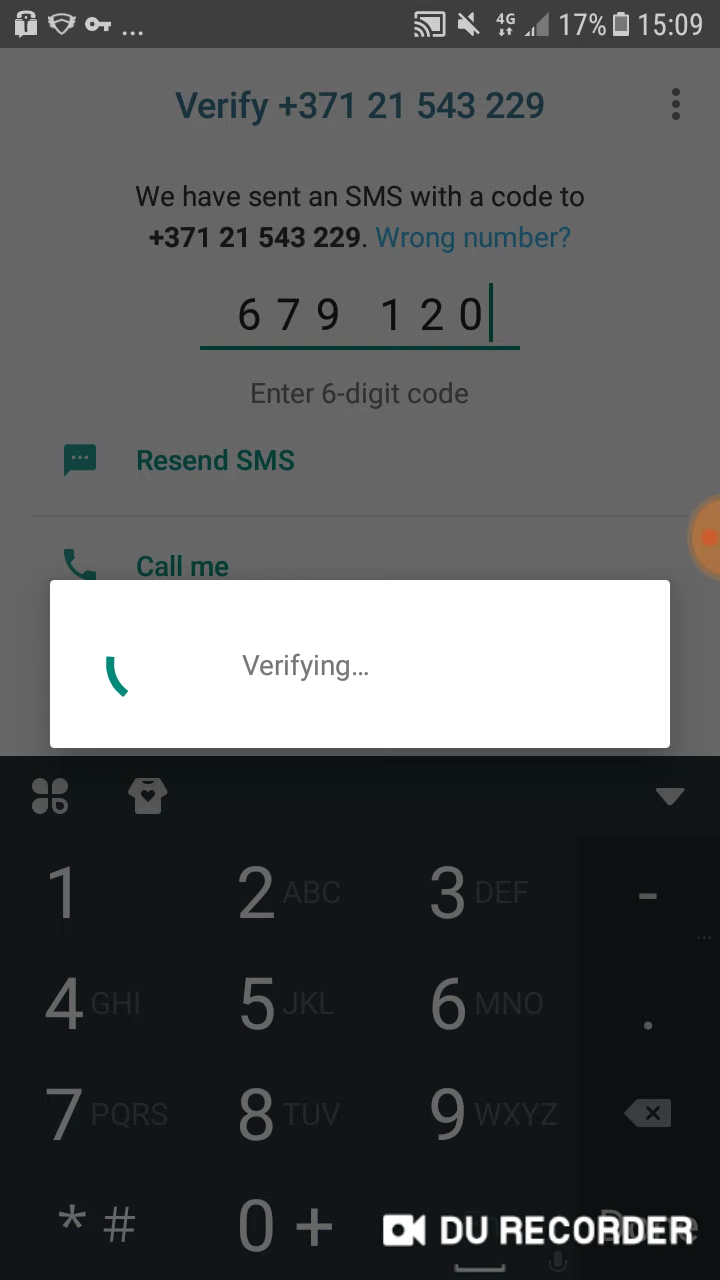 ... 4G 17% 15:09
Verify +371 21 543 229
We have sent an SMS with a code to
+371 21 543 229. Wrong number?
679 120
Enter 6-digit code
Resend SMS
Call me
Verifying...
1 2 ABC 3 DEF -
4 GHI 5 JKL 6 MNO .
7 PQRS 8 TUV 9 WXYZ
* # 0 +
DU RECORDER